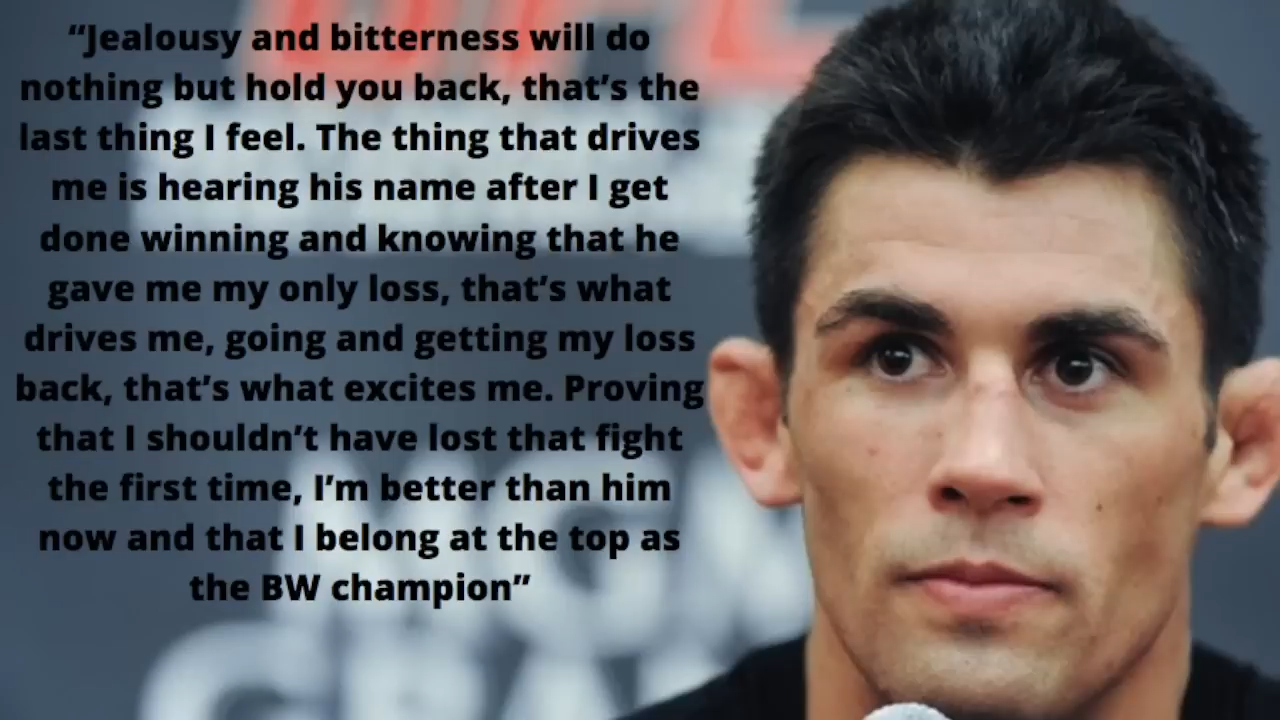 “Jealousy and bitterness will do
nothing but hold you back, that’s the
last thing I feel. The thing that drives
me is hearing his name after I get
done winning and knowing that he
gave me my only loss, that’s what
drives me, going and getting my loss
back, that’s what excites me. Proving
that I shouldn’t have lost that fight
the first time, I’m better than him
now and that I belong at the top as
the BW champion”
UFC
MGM
GRAN